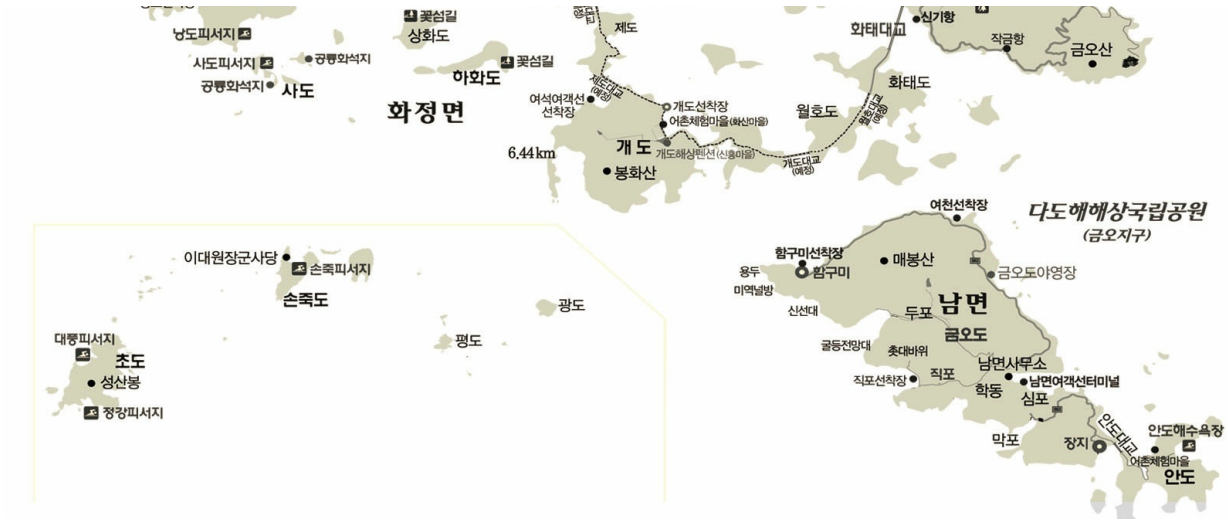 꽃섬길
상화도
제도
낭도피서지
사도피서지
공룡화석지
공룡화석지
사도
꽃섬길
하화도
화정면
제도대교
(예정)
여석여객선
선착장
개도선착장
어촌체험마을(화산마을)
개도
개도해상펜션(신흥마을)
6.44km
봉화산
개도대교
(예정)
월호도
월호대교
(예정)
화태대교
화태도
신기항
작금항
금오산
다도해해상국립공원
(금오지구)
여천선착장
함구미선착장
함구미
용두
미역널방
신선대
매봉산
금오도야영장
남면
금오도
두포
굴등전망대
촛대바위
직포선착장
직포
남면사무소
학동
남면여객선터미널
심포
막포
장지
안도대교
안도해수욕장
어촌체험마을
안도
이대원장군사당
손죽피서지
손죽도
광도
평도
대풍피서지
초도
성산봉
정강피서지